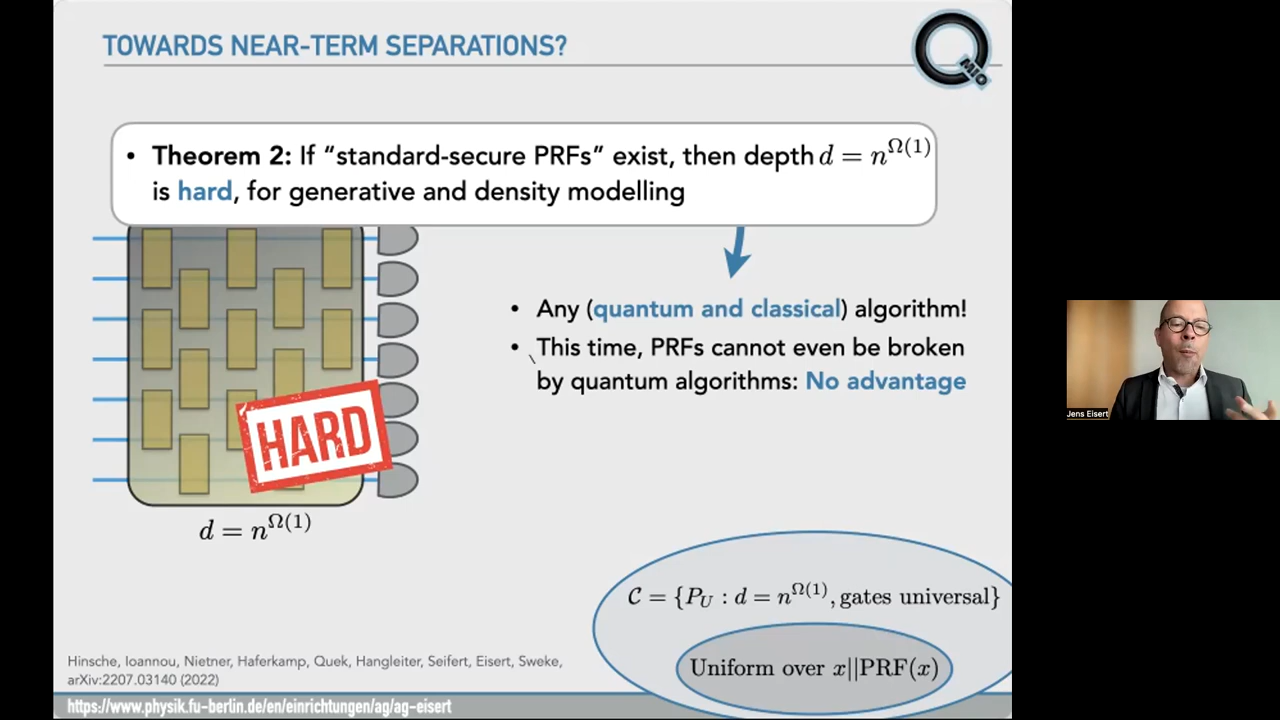 TOWARDS NEAR-TERM SEPARATIONS?
Q MIO
• Theorem 2: If “standard-secure PRFs” exist, then depth d = n^Ω(1)
is hard, for generative and density modelling
• Any (quantum and classical) algorithm!
• This time, PRFs cannot even be broken
by quantum algorithms: No advantage
HARD
d = n^Ω(1)
C = {P_U : d = n^Ω(1), gates universal}
Uniform over x||PRF(x)
Hinsche, Ioannou, Nietner, Haferkamp, Quek, Hangleiter, Seifert, Eisert, Sweke,
arXiv:2207.03140 (2022)
https://www.physik.fu-berlin.de/en/einrichtungen/ag/ag-eisert
Jens Eisert